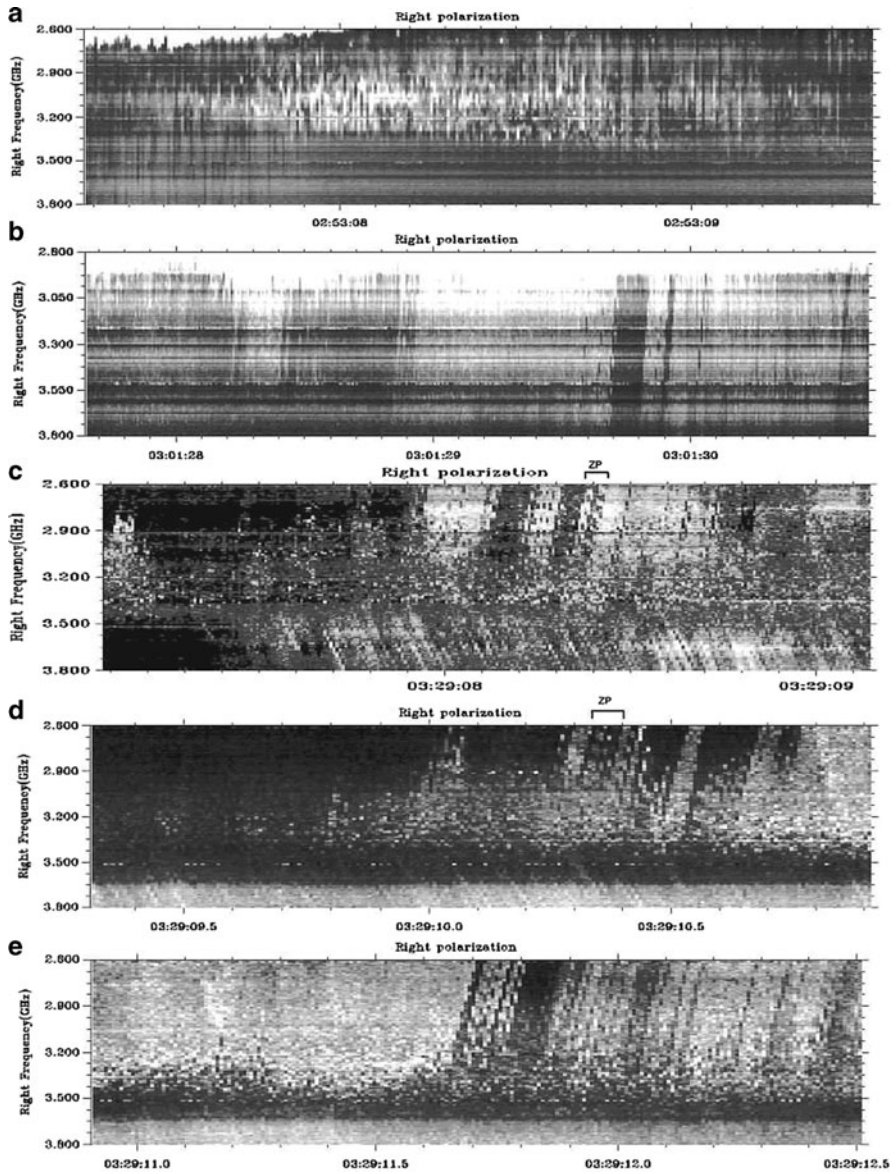 a
Right polarization
Right Frequency(GHz)
2.600
2.900
3.200
3.500
3.800
02:53:08 02:53:09
b
Right polarization
Right Frequency(GHz)
2.800
3.050
3.300
3.550
3.800
03:01:28 03:01:29 03:01:30
c
Right polarization
ZP
Right Frequency(GHz)
2.600
2.900
3.200
3.500
3.800
03:29:08 03:29:09
d
Right polarization
ZP
Right Frequency(GHz)
2.600
2.900
3.200
3.500
3.800
03:29:09.5 03:29:10.0 03:29:10.5
e
Right polarization
Right Frequency(GHz)
2.600
2.900
3.200
3.500
3.800
03:29:11.0 03:29:11.5 03:29:12.0 03:29:12.5